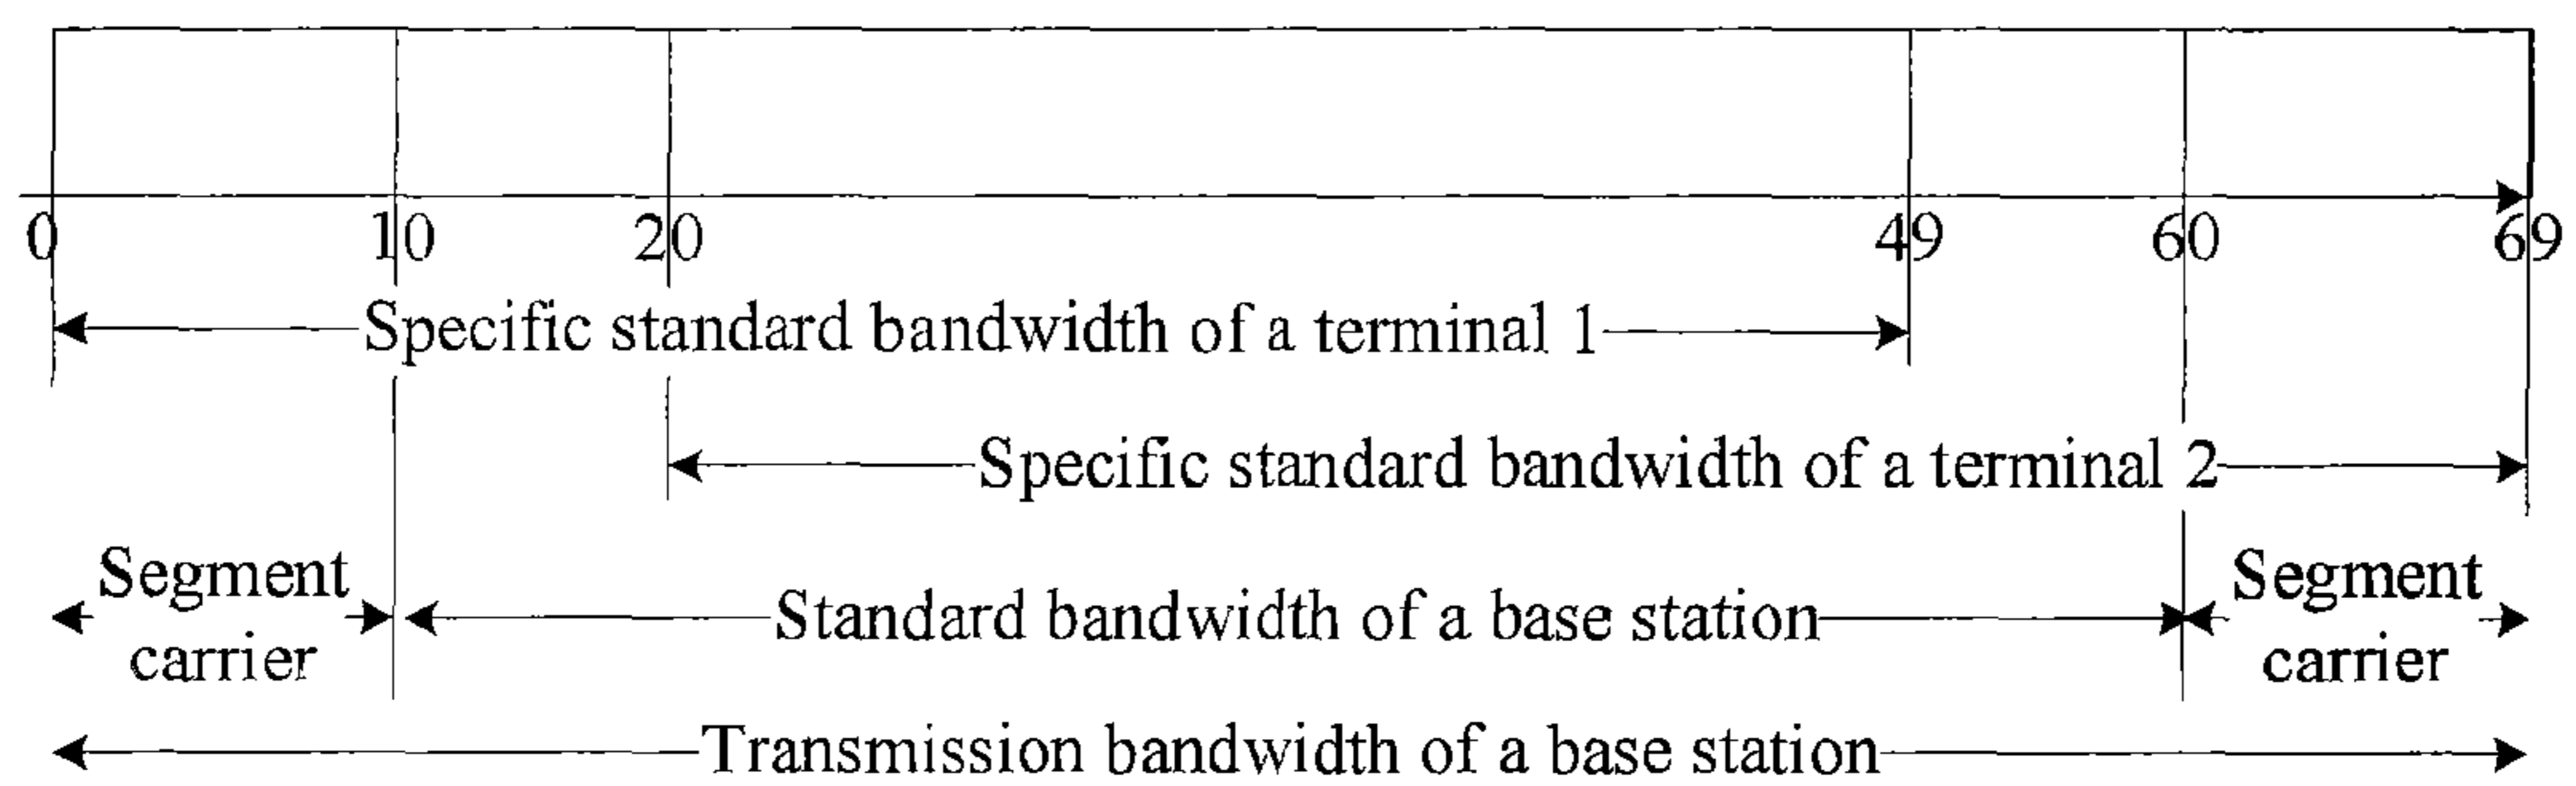 0 10 20 49 60 69
Specific standard bandwidth of a terminal 1
Specific standard bandwidth of a terminal 2
Segment
carrier
Standard bandwidth of a base station
Segment
carrier
Transmission bandwidth of a base station